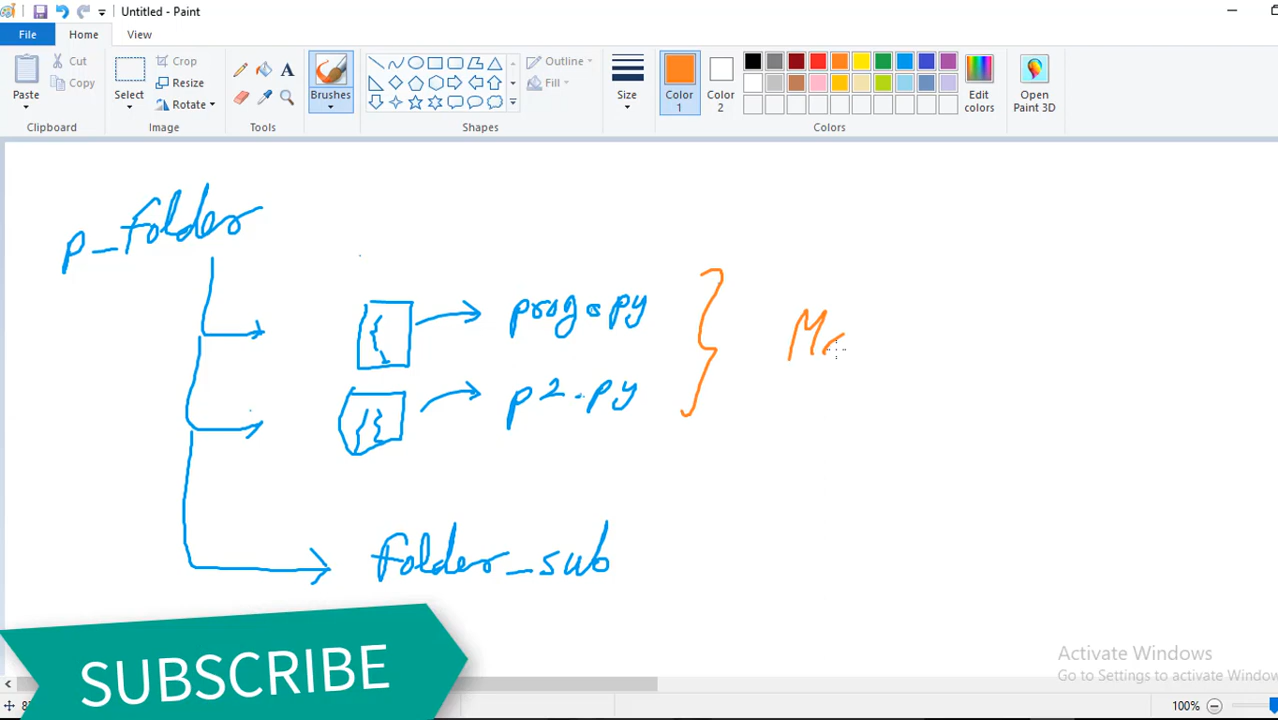 Untitled - Paint
File Home View
Paste
Cut
Copy
Clipboard
Select
Crop
Resize
Rotate
Image
Tools
Brushes
Outline
Fill
Shapes
Size
Color 1
Color 2
Edit colors
Colors
Open Paint 3D
p_folder
prog.py
p2.py
folder_sub
SUBSCRIBE
Activate Windows
Go to Settings to activate Window
100%